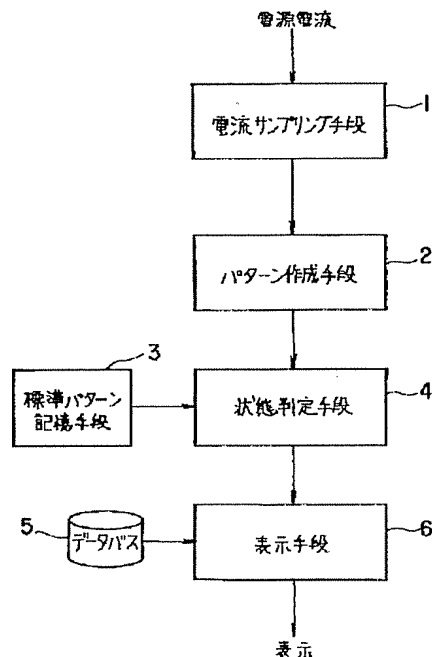 電源電流
電流サンプリング手段
1
パターン作成手段
2
3
標準パターン
記憶手段
状態判定手段
4
5
データバス
表示手段
6
表示